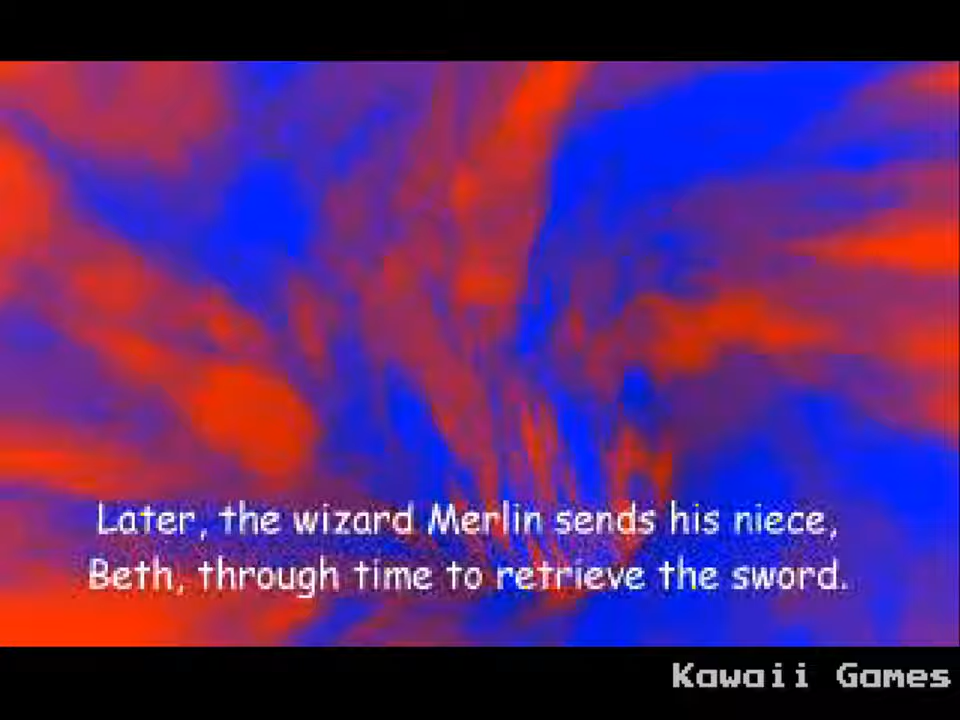 Later, the wizard Merlin sends his niece,
Beth, through time to retrieve the sword.
Kawaii Games